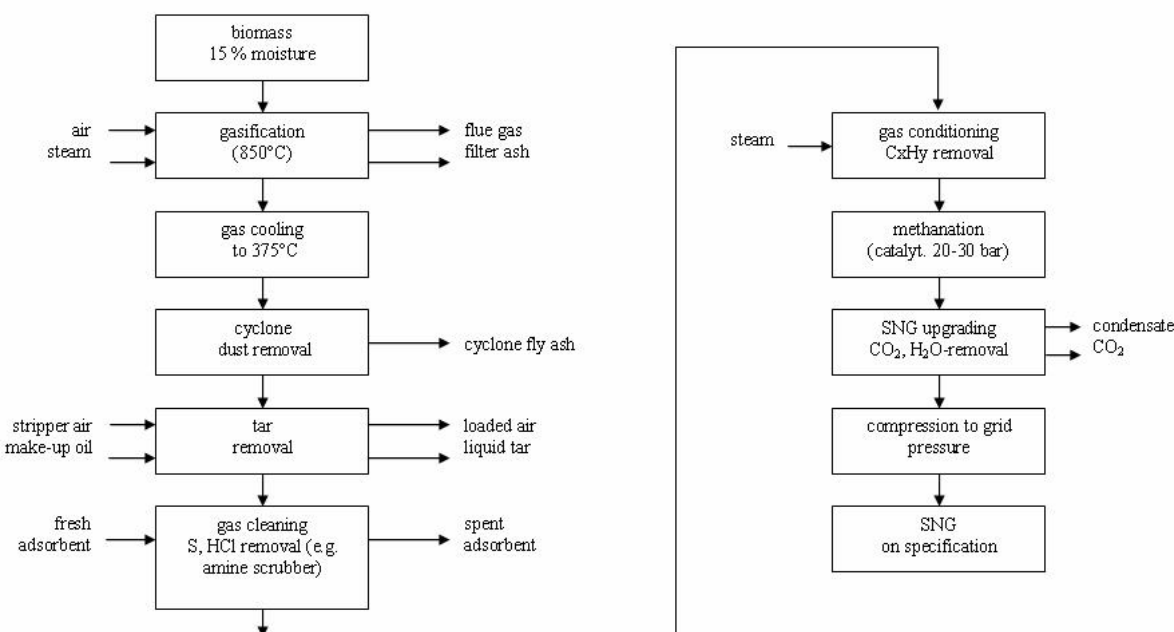 biomass
15 % moisture
air
steam
gasification
(850°C)
flue gas
filter ash
gas cooling
to 375°C
cyclone
dust removal
cyclone fly ash
stripper air
make-up oil
tar
removal
loaded air
liquid tar
fresh
adsorbent
gas cleaning
S, HCl removal (e.g.
amine scrubber)
spent
adsorbent
steam
gas conditioning
CxHy removal
methanation
(catalyt. 20-30 bar)
SNG upgrading
CO₂, H₂O-removal
condensate
CO₂
compression to grid
pressure
SNG
on specification